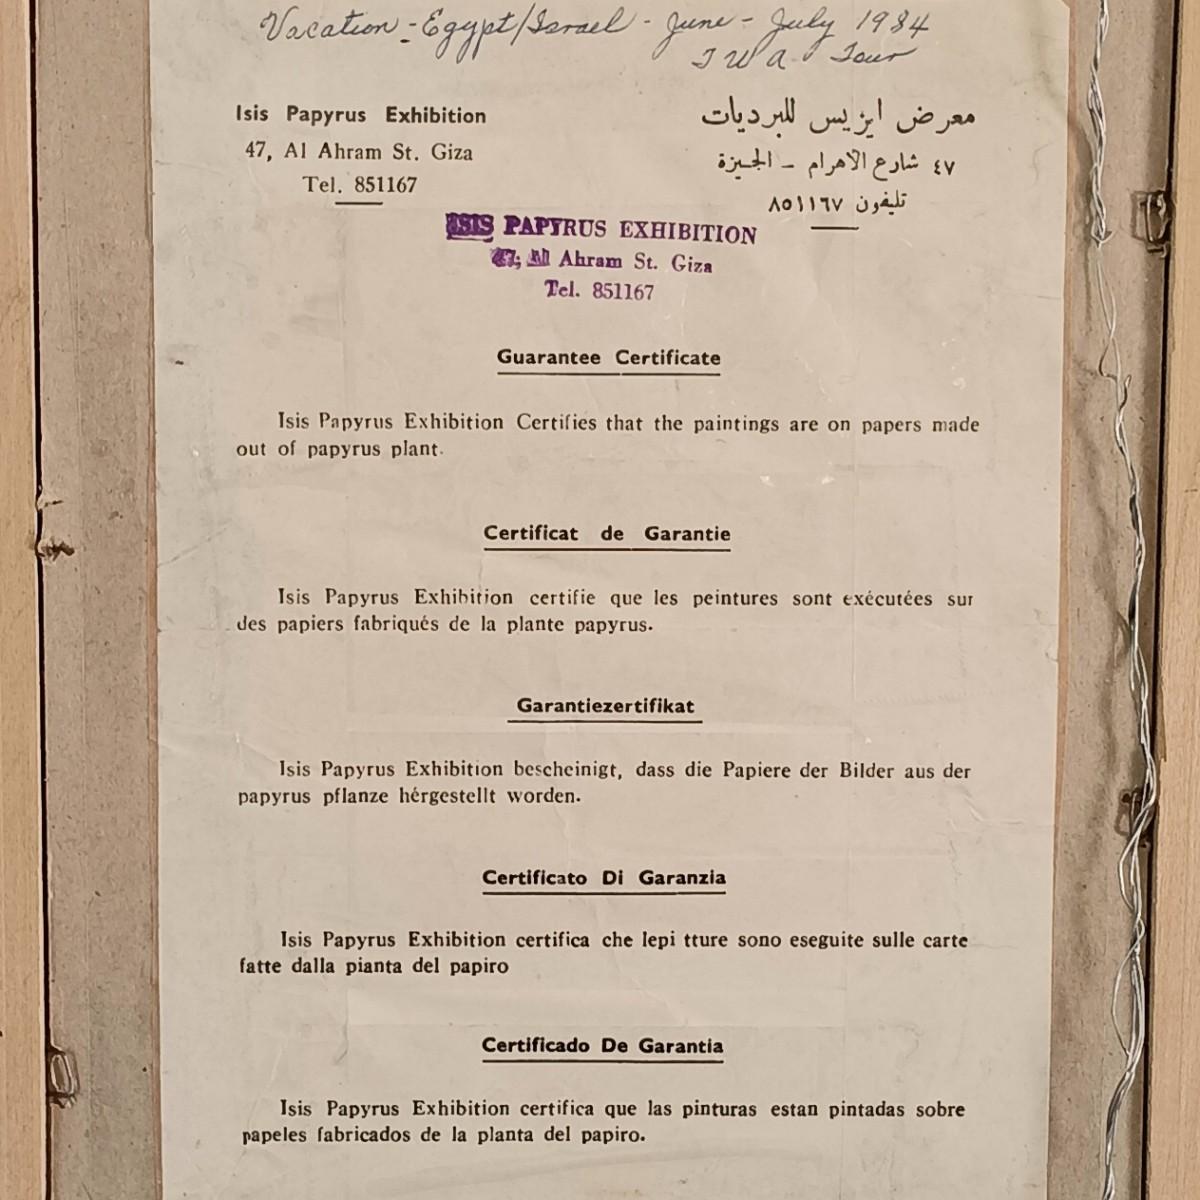 Vacation - Egypt/Israel - June - July 1984
TWA Tour
Isis Papyrus Exhibition
47, Al Ahram St. Giza
Tel. 851167
معرض ايزيس للبرديات
٤٧ شارع الاهرام - الجيزة
تليفون ٨٥١١٦٧
ISIS PAPYRUS EXHIBITION
47, Al Ahram St. Giza
Tel. 851167
Guarantee Certificate
Isis Papyrus Exhibition Certifies that the paintings are on papers made
out of papyrus plant.
Certificat de Garantie
Isis Papyrus Exhibition certifie que les peintures sont exécutées sur
des papiers fabriqués de la plante papyrus.
Garantiezertifikat
Isis Papyrus Exhibition bescheinigt, dass die Papiere der Bilder aus der
papyrus pflanze hérgestellt worden.
Certificato Di Garanzia
Isis Papyrus Exhibition certifica che lepi tture sono eseguite sulle carte
fatte dalla pianta del papiro
Certificado De Garantia
Isis Papyrus Exhibition certifica que las pinturas estan pintadas sobre
papeles fabricados de la planta del papiro.